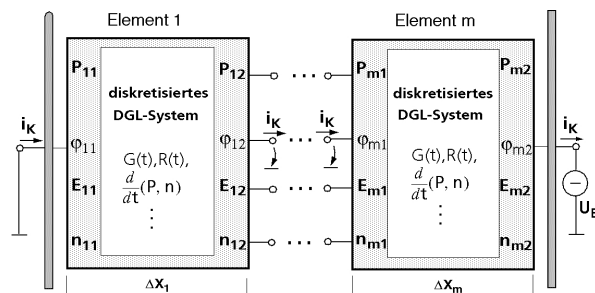 Element 1
Element m
P11
P12
Pm1
Pm2
diskretisiertes
DGL-System
diskretisiertes
DGL-System
iK
iK
iK
iK
φ11
φ12
φm1
φm2
G(t),R(t),
d/dt (P, n)
G(t),R(t),
d/dt (P, n)
E11
E12
Em1
Em2
n11
n12
nm1
nm2
ΔX1
ΔXm